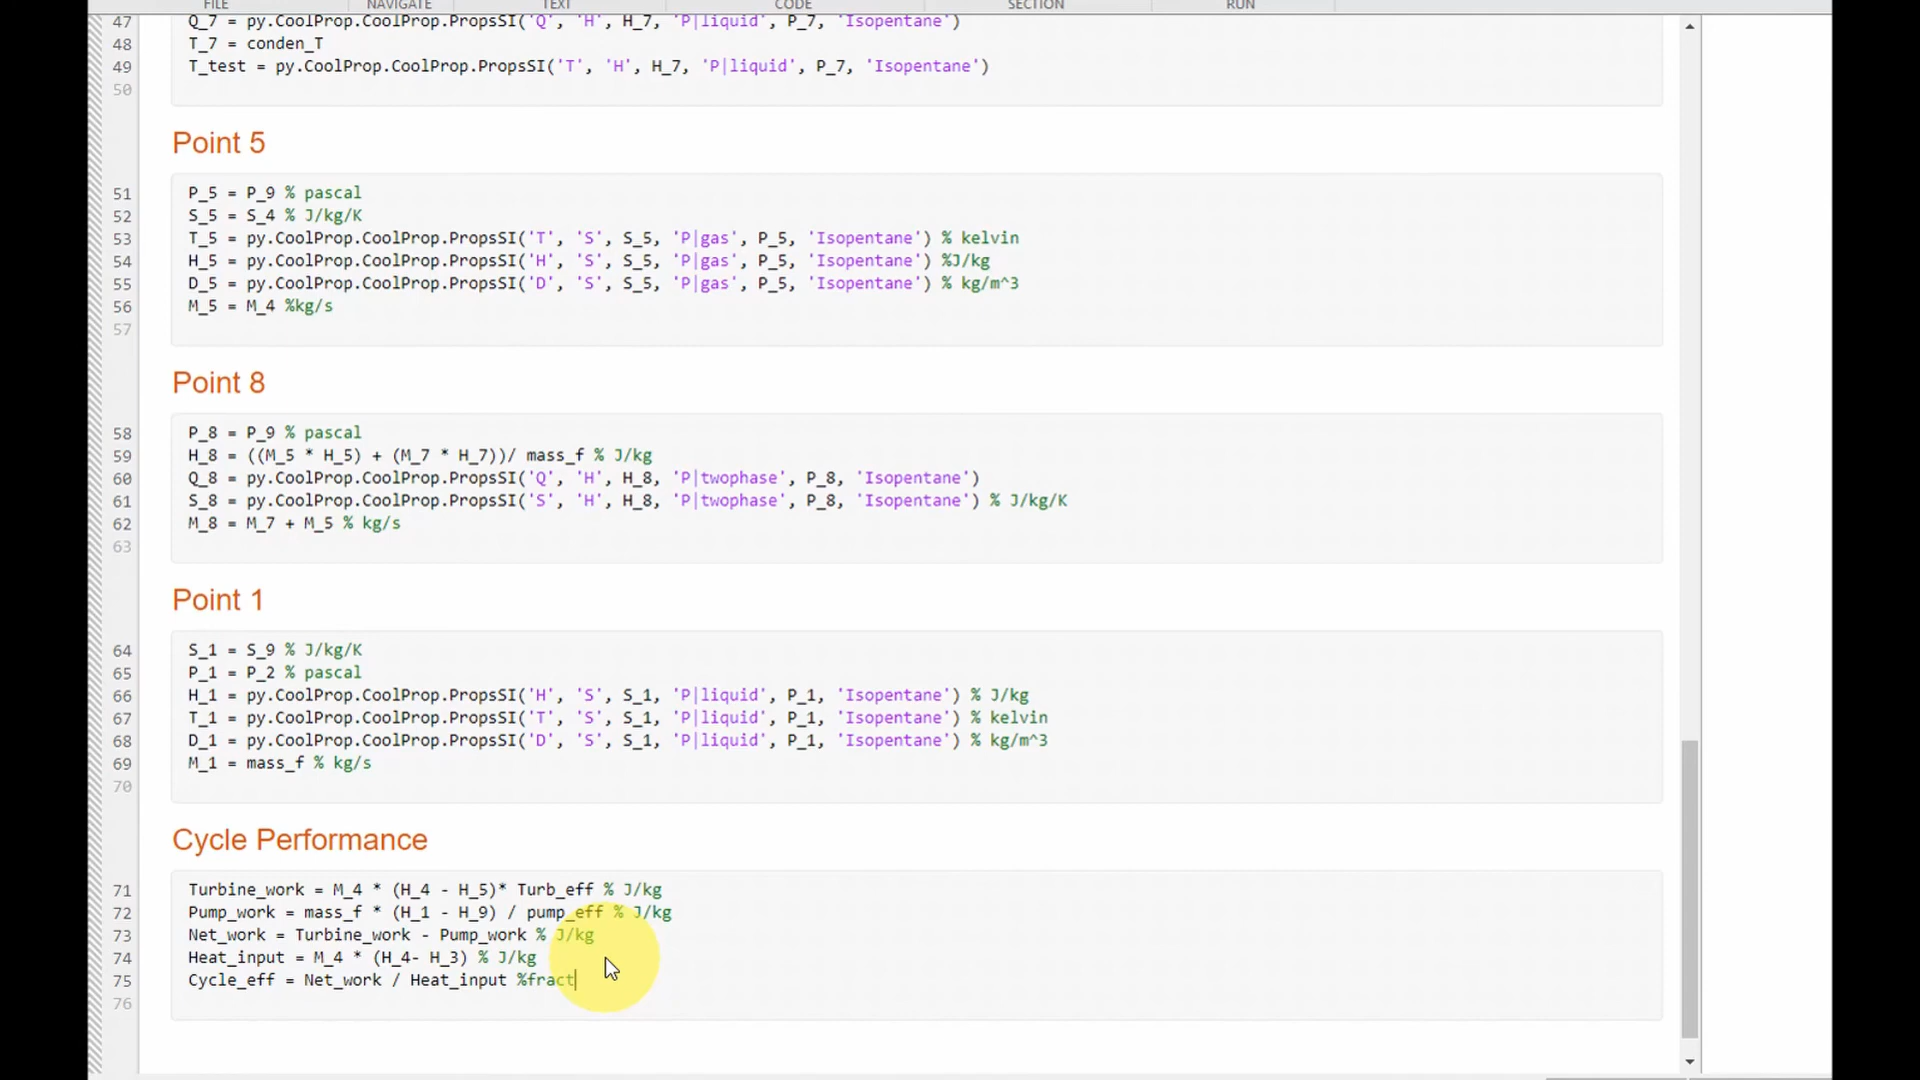 FILE NAVIGATE TEXT CODE SECTION RUN
47 Q_7 = py.CoolProp.CoolProp.PropsSI('Q', 'H', H_7, 'P|liquid', P_7, 'Isopentane')
48 T_7 = conden_T
49 T_test = py.CoolProp.CoolProp.PropsSI('T', 'H', H_7, 'P|liquid', P_7, 'Isopentane')
50
Point 5
51 P_5 = P_9 % pascal
52 S_5 = S_4 % J/kg/K
53 T_5 = py.CoolProp.CoolProp.PropsSI('T', 'S', S_5, 'P|gas', P_5, 'Isopentane') % kelvin
54 H_5 = py.CoolProp.CoolProp.PropsSI('H', 'S', S_5, 'P|gas', P_5, 'Isopentane') %J/kg
55 D_5 = py.CoolProp.CoolProp.PropsSI('D', 'S', S_5, 'P|gas', P_5, 'Isopentane') % kg/m^3
56 M_5 = M_4 %kg/s
57
Point 8
58 P_8 = P_9 % pascal
59 H_8 = ((M_5 * H_5) + (M_7 * H_7))/ mass_f % J/kg
60 Q_8 = py.CoolProp.CoolProp.PropsSI('Q', 'H', H_8, 'P|twophase', P_8, 'Isopentane')
61 S_8 = py.CoolProp.CoolProp.PropsSI('S', 'H', H_8, 'P|twophase', P_8, 'Isopentane') % J/kg/K
62 M_8 = M_7 + M_5 % kg/s
63
Point 1
64 S_1 = S_9 % J/kg/K
65 P_1 = P_2 % pascal
66 H_1 = py.CoolProp.CoolProp.PropsSI('H', 'S', S_1, 'P|liquid', P_1, 'Isopentane') % J/kg
67 T_1 = py.CoolProp.CoolProp.PropsSI('T', 'S', S_1, 'P|liquid', P_1, 'Isopentane') % kelvin
68 D_1 = py.CoolProp.CoolProp.PropsSI('D', 'S', S_1, 'P|liquid', P_1, 'Isopentane') % kg/m^3
69 M_1 = mass_f % kg/s
70
Cycle Performance
71 Turbine_work = M_4 * (H_4 - H_5)* Turb_eff % J/kg
72 Pump_work = mass_f * (H_1 - H_9) / pump_eff % J/kg
73 Net_work = Turbine_work - Pump_work % J/kg
74 Heat_input = M_4 * (H_4- H_3) % J/kg
75 Cycle_eff = Net_work / Heat_input %fract
76